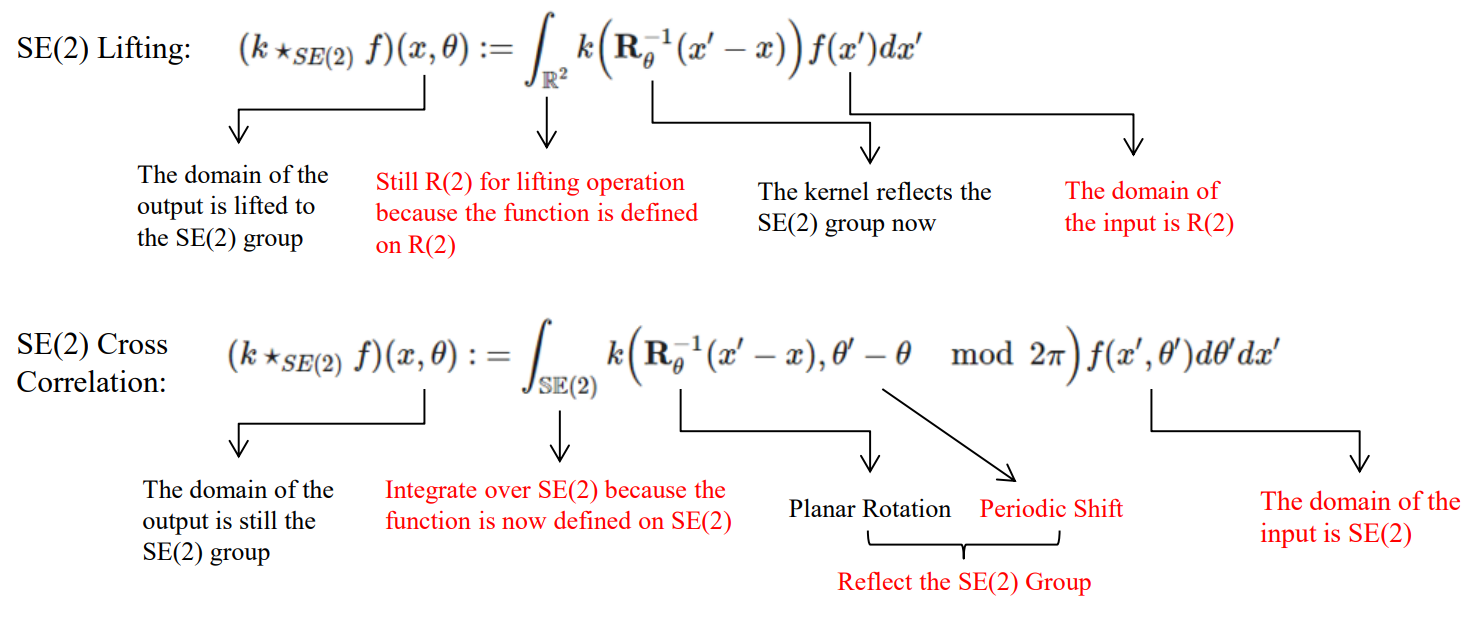 SE(2) Lifting: (k ⋆_{SE(2)} f)(x, θ) := ∫_{ℝ²} k(𝐑_θ^{-1}(x′ − x)) f(x′)dx′
The domain of the
output is lifted to
the SE(2) group
Still R(2) for lifting operation
because the function is defined
on R(2)
The kernel reflects the
SE(2) group now
The domain of
the input is R(2)
SE(2) Cross
Correlation:
(k ⋆_{SE(2)} f)(x, θ) := ∫_{SE(2)} k(𝐑_θ^{-1}(x′ − x), θ′ − θ mod 2π) f(x′, θ′)dθ′dx′
The domain of the
output is still the
SE(2) group
Integrate over SE(2) because the
function is now defined on SE(2)
Planar Rotation
Periodic Shift
Reflect the SE(2) Group
The domain of the
input is SE(2)